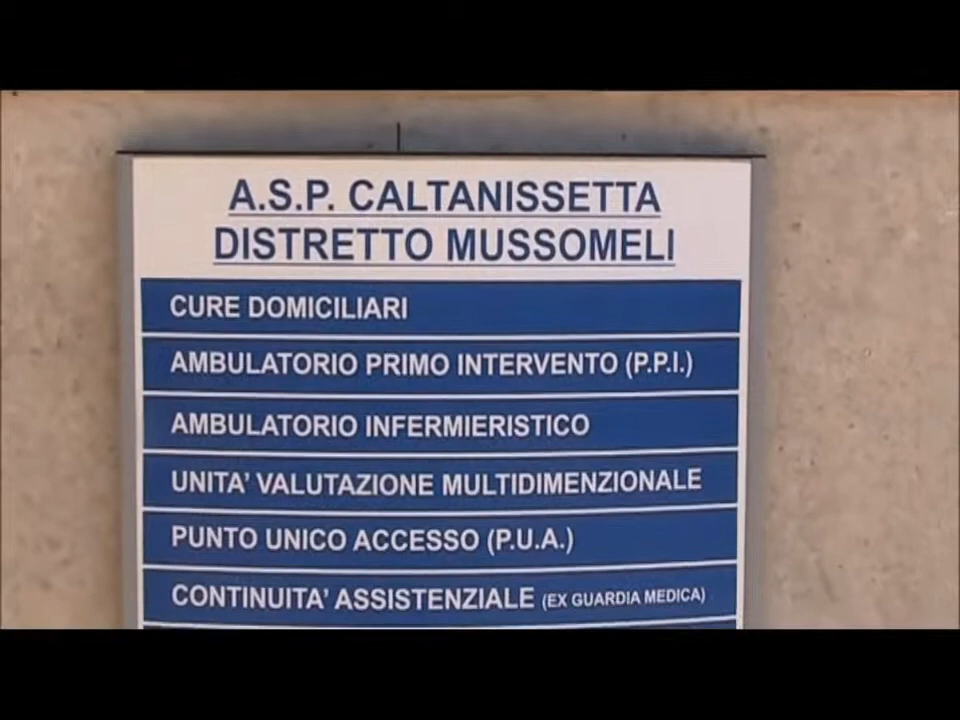 A.S.P. CALTANISSETTA
DISTRETTO MUSSOMELI
CURE DOMICILIARI
AMBULATORIO PRIMO INTERVENTO (P.P.I.)
AMBULATORIO INFERMIERISTICO
UNITA' VALUTAZIONE MULTIDIMENZIONALE
PUNTO UNICO ACCESSO (P.U.A.)
CONTINUITA' ASSISTENZIALE (EX GUARDIA MEDICA)